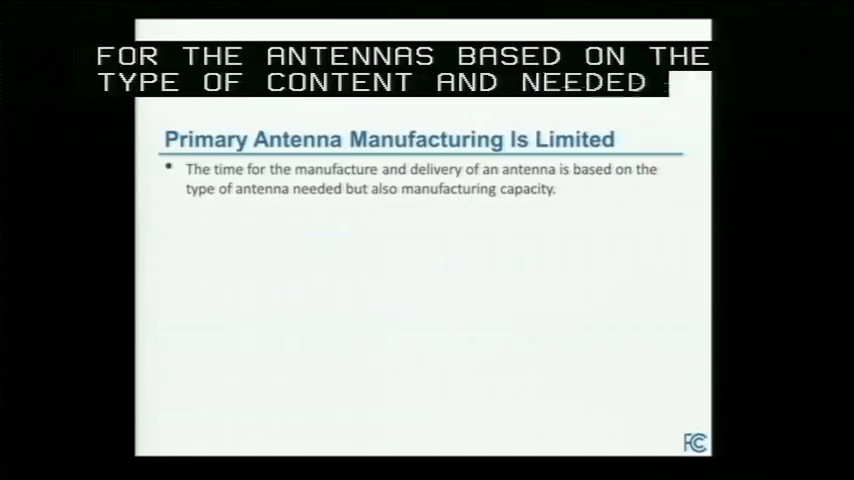 FOR THE ANTENNAS BASED ON THE
TYPE OF CONTENT AND NEEDED
Primary Antenna Manufacturing Is Limited
• The time for the manufacture and delivery of an antenna is based on the
type of antenna needed but also manufacturing capacity.
FCC